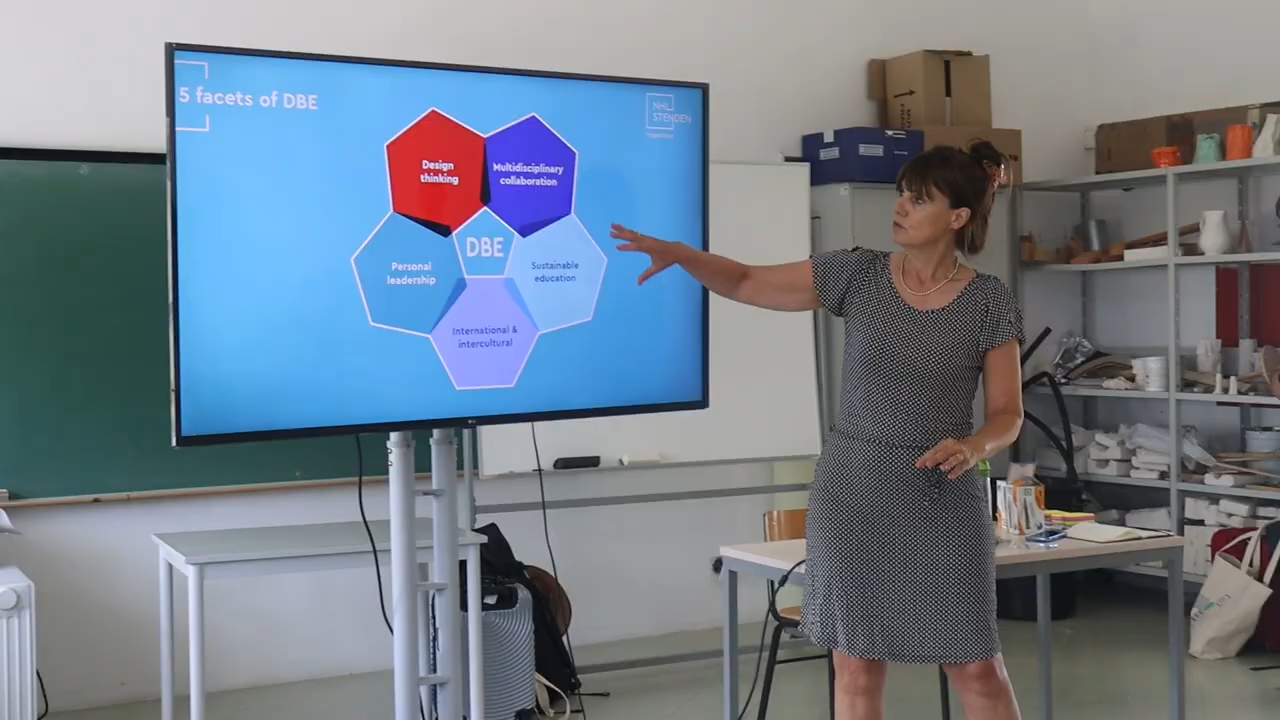 5 facets of DBE
NHL
STENDEN
Design
thinking
Multidisciplinary
collaboration
DBE
Personal
leadership
Sustainable
education
International &
intercultural